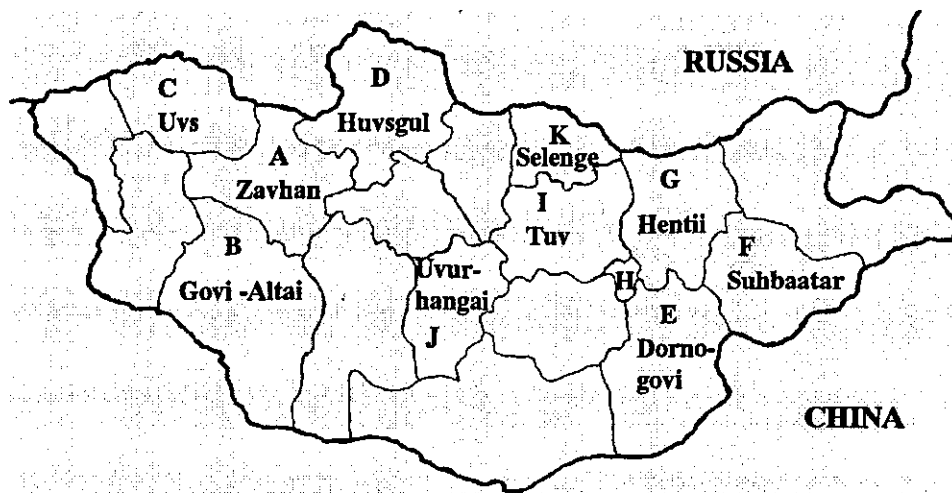 RUSSIA
C
Uvs
D
Huvsgul
K
Selenge
A
Zavhan
G
Hentii
I
Tuv
B
Govi -Altai
F
Suhbaatar
Uvur-
hangai
J
H
E
Dorno-
govi
CHINA